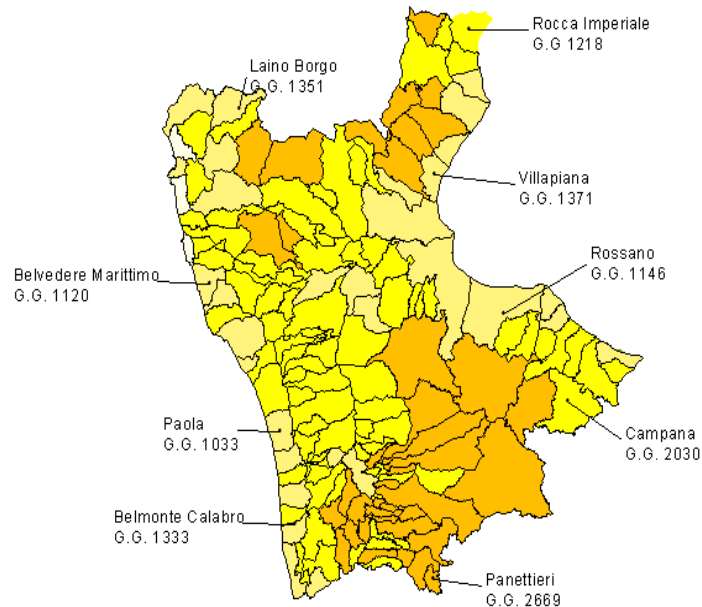 Rocca Imperiale
G.G 1218
Laino Borgo
G.G. 1351
Villapiana
G.G. 1371
Rossano
G.G. 1146
Belvedere Marittimo
G.G. 1120
Paola
G.G. 1033
Campana
G.G. 2030
Belmonte Calabro
G.G. 1333
Panettieri
G.G. 2669